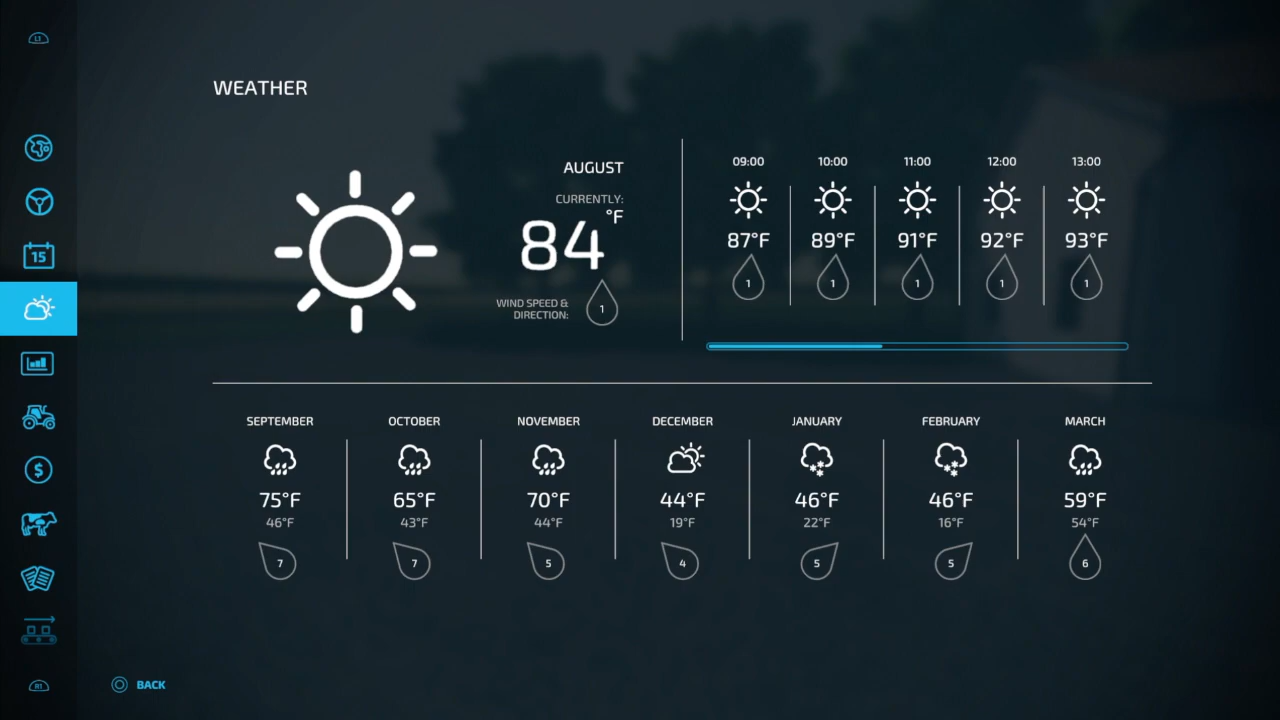 L1
WEATHER
15
AUGUST
CURRENTLY:
84 °F
WIND SPEED &
DIRECTION:
1
09:00 10:00 11:00 12:00 13:00
87°F 89°F 91°F 92°F 93°F
1 1 1 1 1
SEPTEMBER OCTOBER NOVEMBER DECEMBER JANUARY FEBRUARY MARCH
75°F 65°F 70°F 44°F 46°F 46°F 59°F
46°F 43°F 44°F 19°F 22°F 16°F 54°F
7 7 5 4 5 5 6
$
R1
BACK